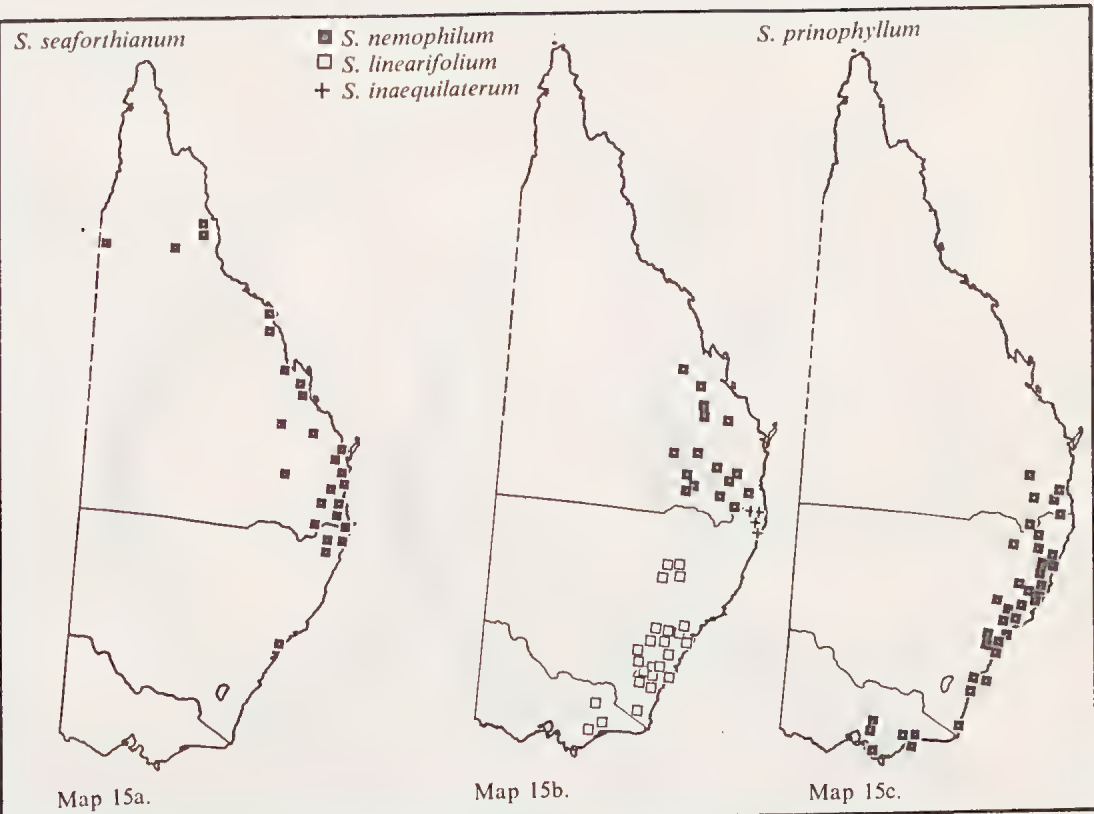 S. seaforthianum
S. nemophilum
S. linearifolium
S. inaequilaterum
S. prinophyllum
Map 15a.
Map 15b.
Map 15c.